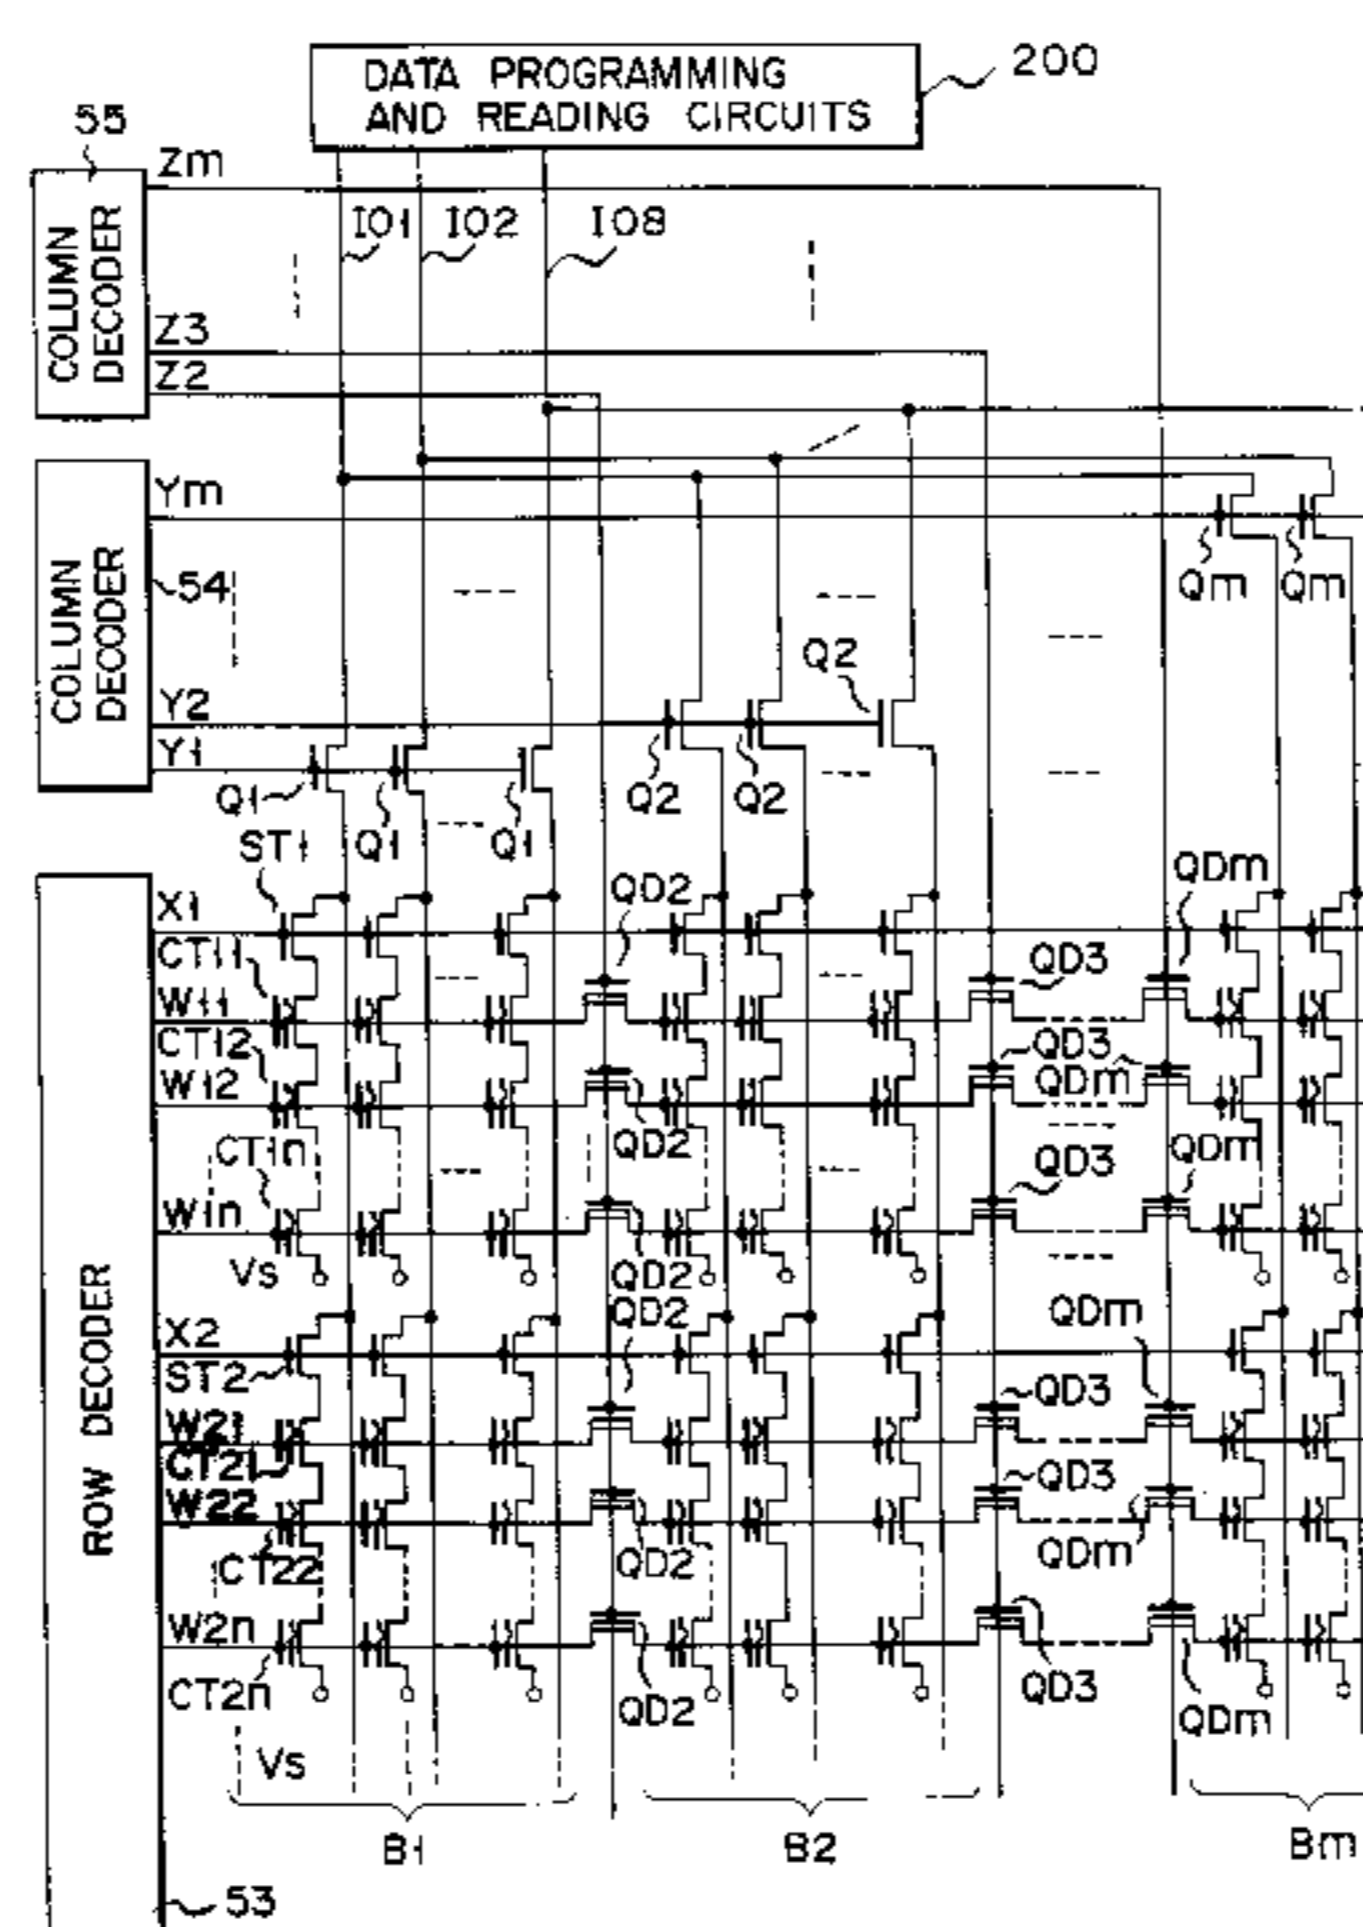 DATA PROGRAMMING
AND READING CIRCUITS
200
55
Zm
IO1 IO2 IO8
COLUMN
DECODER
Z3
Z2
Ym
COLUMN
DECODER
54
Qm Qm
Q2
Y2
Y1
Q1 Q1 Q1 Q2 Q2
ST1
QDm
QD2
X1
CT11
QD3
W11
CT12
QD3
QDm
W12
QD2
CT1n
QD3
QDm
W1n
Vs
QD2
QD2
QDm
ROW DECODER
X2
ST2
QD3
W21
CT21
QD3
W22
CT22
QD2
QDm
W2n
CT2n
QD2
QD3
QDm
Vs
B1 B2 Bm
53